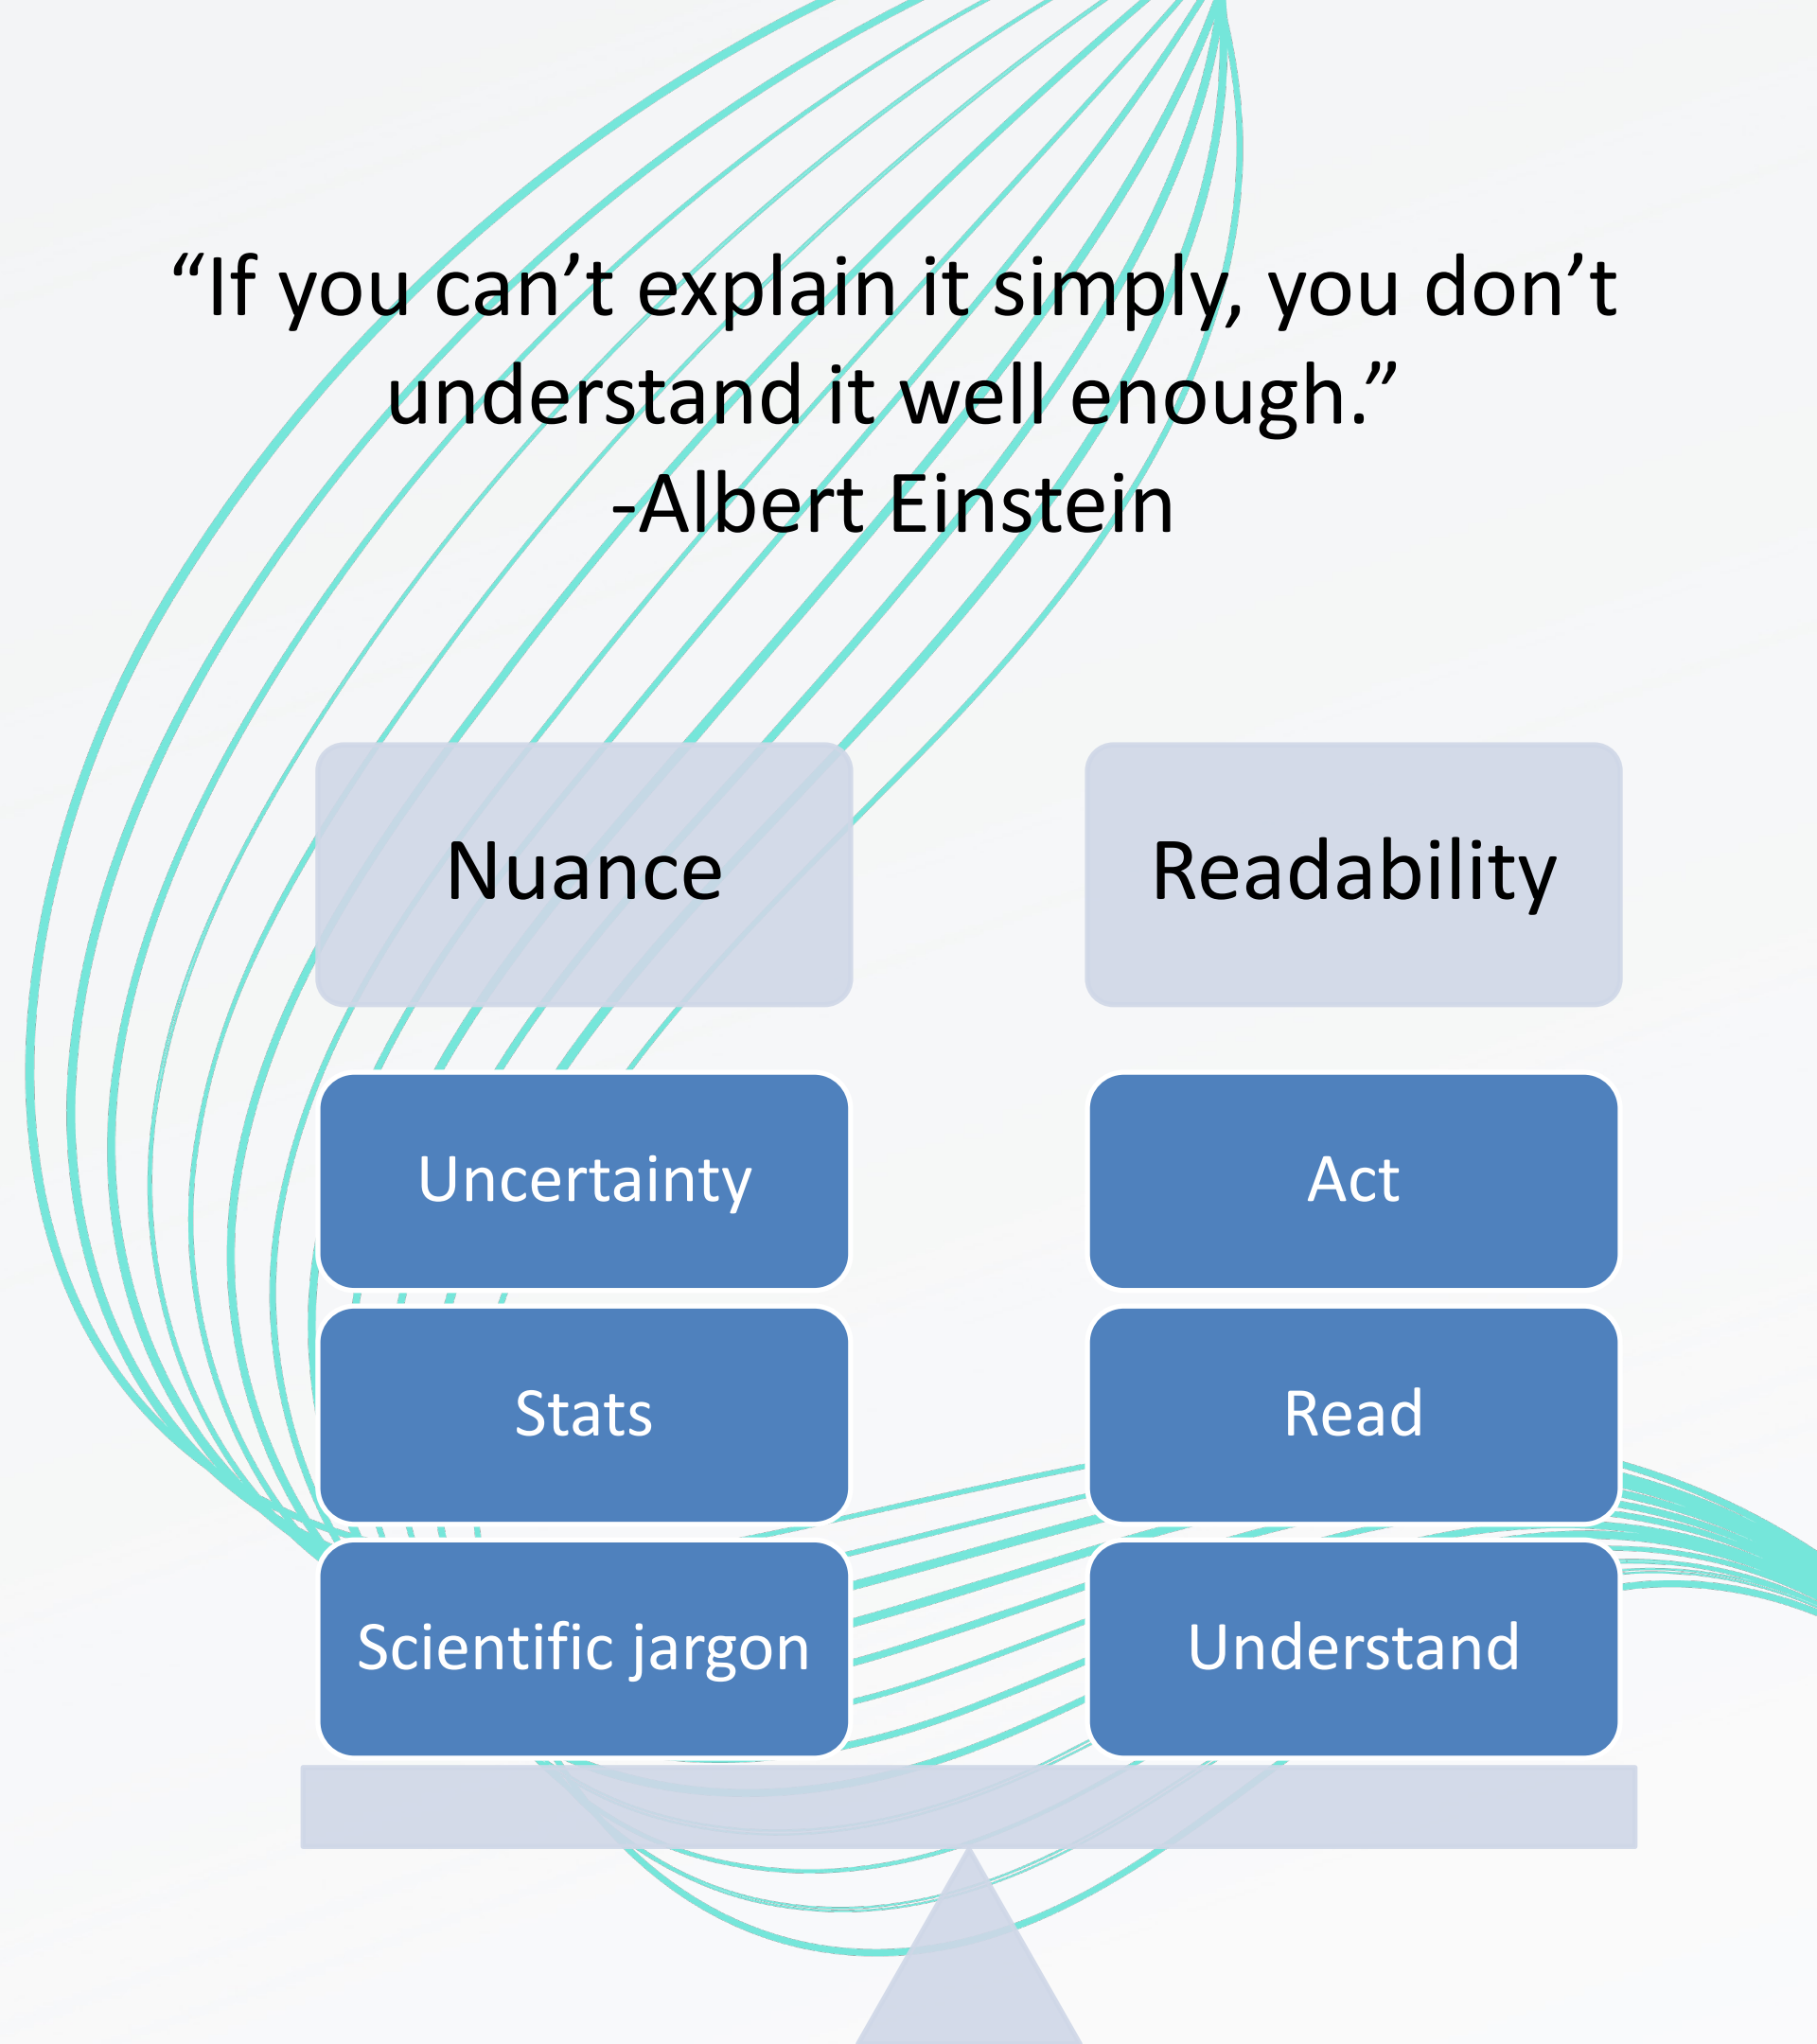 “If you can’t explain it simply, you don’t
understand it well enough.”
-Albert Einstein
Nuance
Readability
Uncertainty
Act
Stats
Read
Scientific jargon
Understand